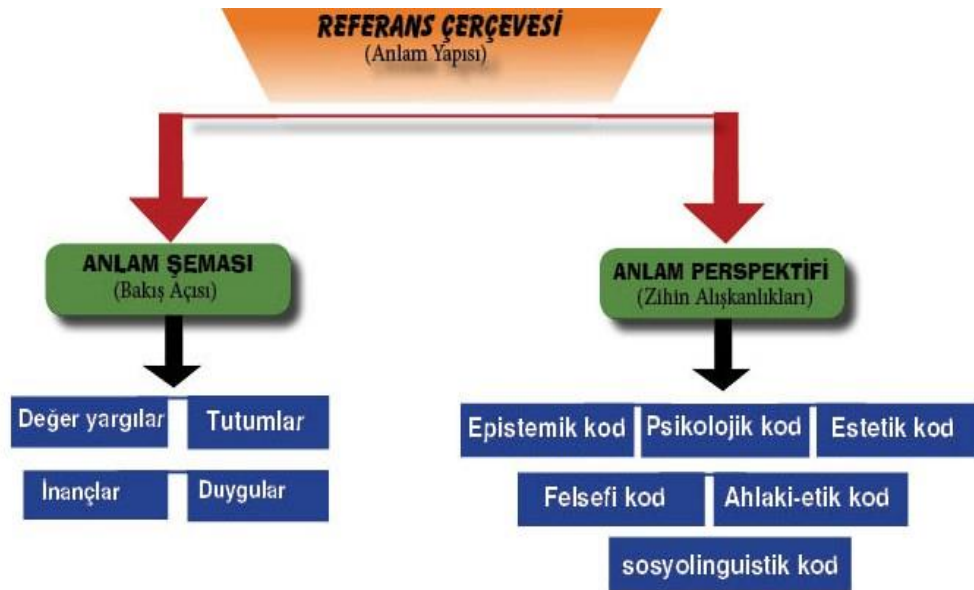 REFERANS ÇERÇEVESİ
(Anlam Yapısı)
ANLAM ŞEMASI
(Bakış Açısı)
Değer yargılar
Tutumlar
İnançlar
Duygular
ANLAM PERSPEKTİFİ
(Zihin Alışkanlıkları)
Epistemik kod
Psikolojik kod
Estetik kod
Felsefi kod
Ahlaki-etik kod
sosyolinguistik kod